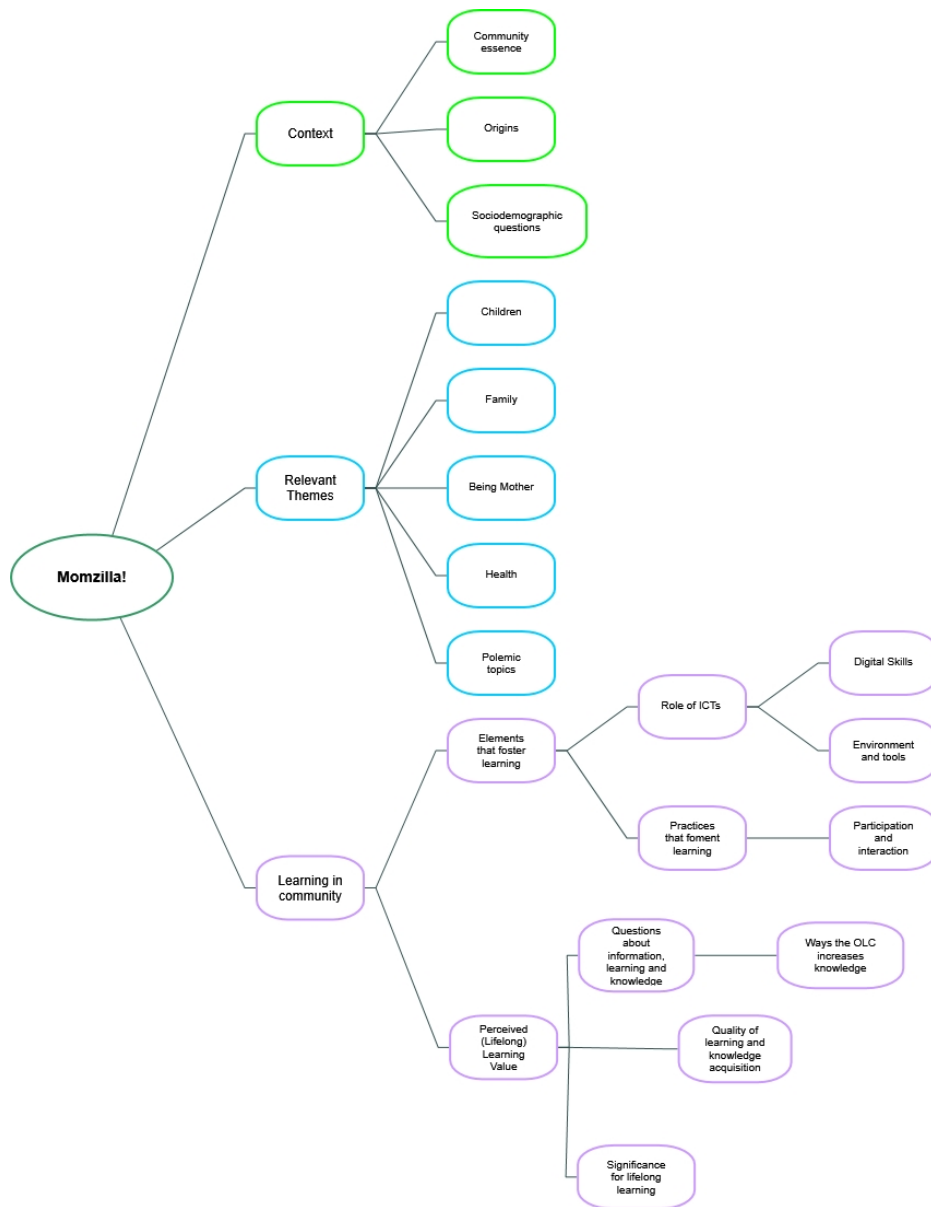 Community
essence
Context
Origins
Sociodemographic
questions
Children
Family
Relevant
Themes
Being Mother
Momzilla!
Health
Polemic
topics
Elements
that foster
learning
Role of ICTs
Digital Skills
Environment
and tools
Practices
that foment
learning
Participation
and
interaction
Learning in
community
Questions
about
information,
learning and
knowledge
Ways the OLC
increases
knowledge
Perceived
(Lifelong)
Learning
Value
Quality of
learning and
knowledge
acquisition
Significance
for lifelong
learning